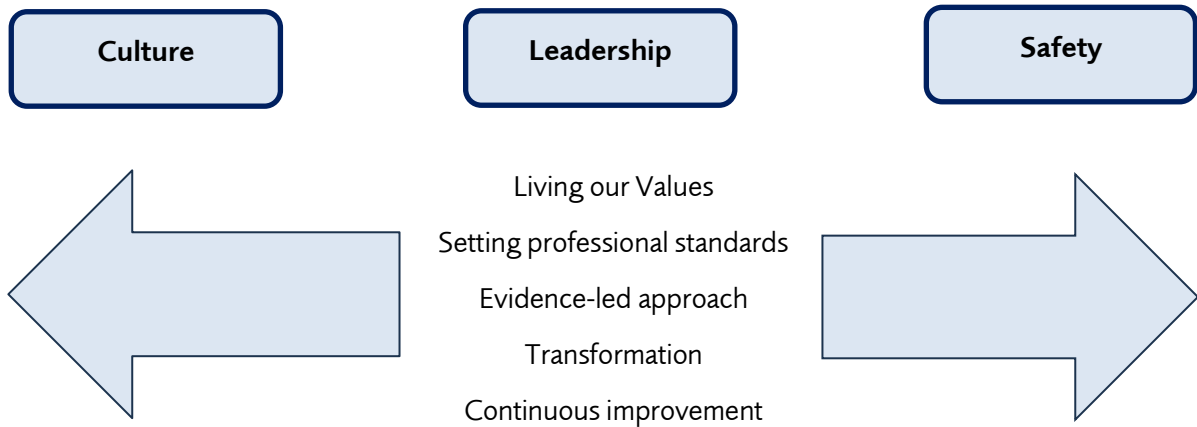 Culture
Leadership
Safety
Living our Values
Setting professional standards
Evidence-led approach
Transformation
Continuous improvement